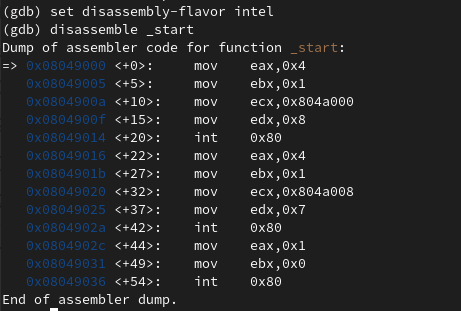 (gdb) set disassembly-flavor intel
(gdb) disassemble _start
Dump of assembler code for function _start:
=> 0x08049000 <+0>:     mov    eax,0x4
   0x08049005 <+5>:     mov    ebx,0x1
   0x0804900a <+10>:    mov    ecx,0x804a000
   0x0804900f <+15>:    mov    edx,0x8
   0x08049014 <+20>:    int    0x80
   0x08049016 <+22>:    mov    eax,0x4
   0x0804901b <+27>:    mov    ebx,0x1
   0x08049020 <+32>:    mov    ecx,0x804a008
   0x08049025 <+37>:    mov    edx,0x7
   0x0804902a <+42>:    int    0x80
   0x0804902c <+44>:    mov    eax,0x1
   0x08049031 <+49>:    mov    ebx,0x0
   0x08049036 <+54>:    int    0x80
End of assembler dump.